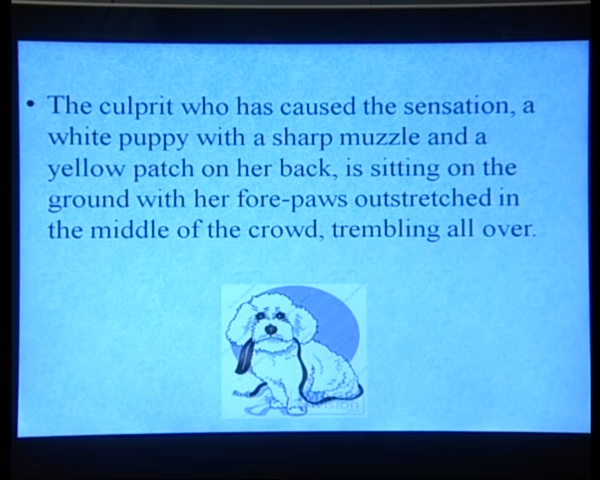 • The culprit who has caused the sensation, a
white puppy with a sharp muzzle and a
yellow patch on her back, is sitting on the
ground with her fore-paws outstretched in
the middle of the crowd, trembling all over.